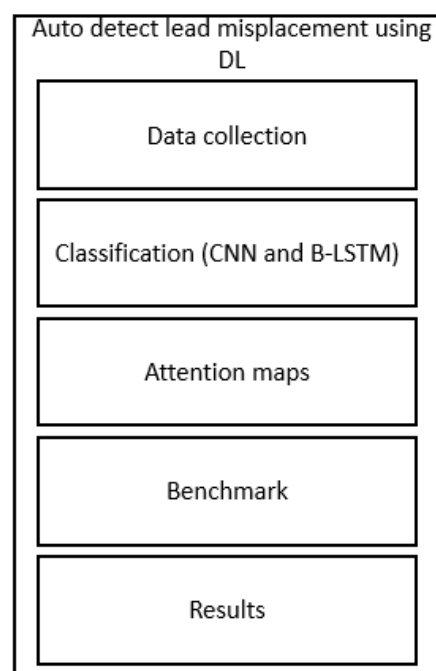 Auto detect lead misplacement using
DL
Data collection
Classification (CNN and B-LSTM)
Attention maps
Benchmark
Results